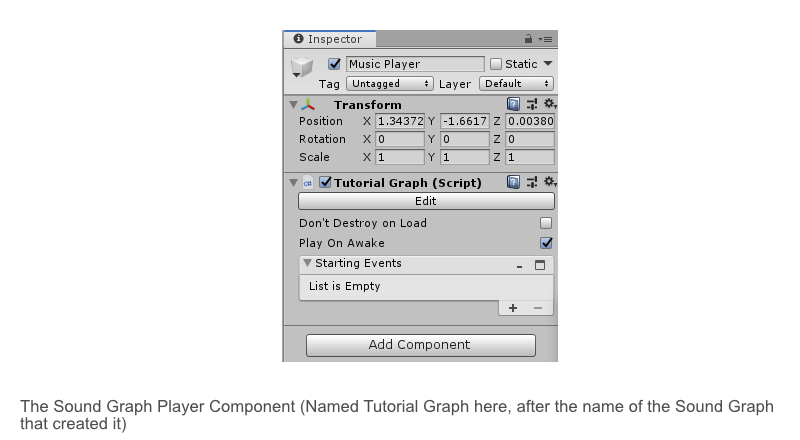 Inspector
Music Player Static
Tag Untagged Layer Default
Transform
Position X 1.34372 Y -1.6617 Z 0.00380
Rotation X 0 Y 0 Z 0
Scale X 1 Y 1 Z 1
C# Tutorial Graph (Script)
Edit
Don't Destroy on Load
Play On Awake
Starting Events
List is Empty
+ −
Add Component
The Sound Graph Player Component (Named Tutorial Graph here, after the name of the Sound Graph
that created it)